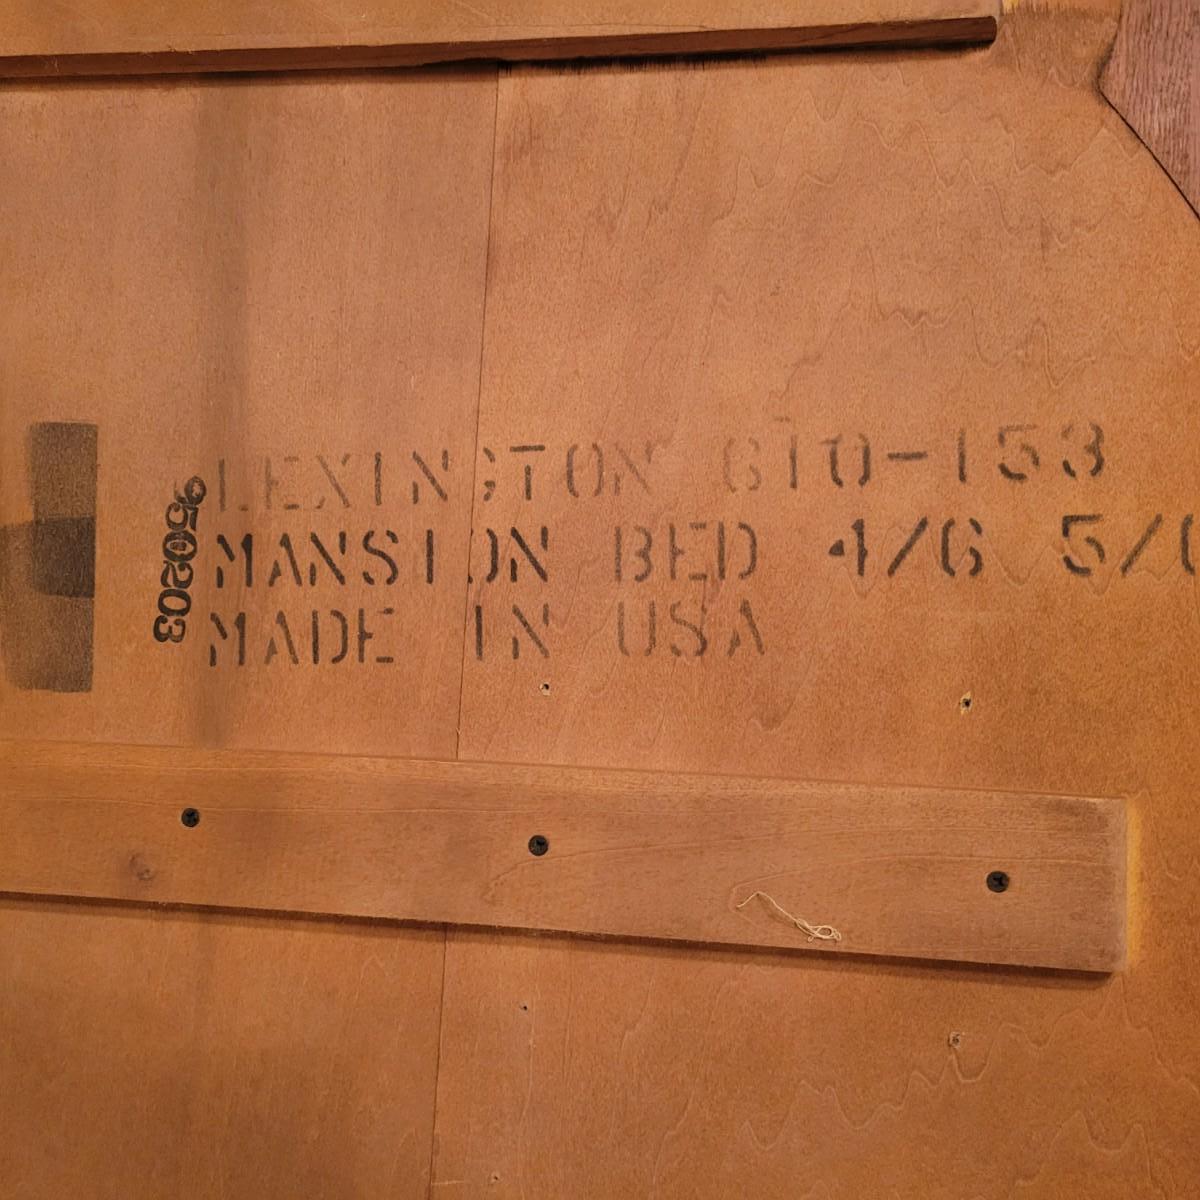 LEXINGTON 610-153
MANSION BED 4/6 5/0
MADE IN USA
950203